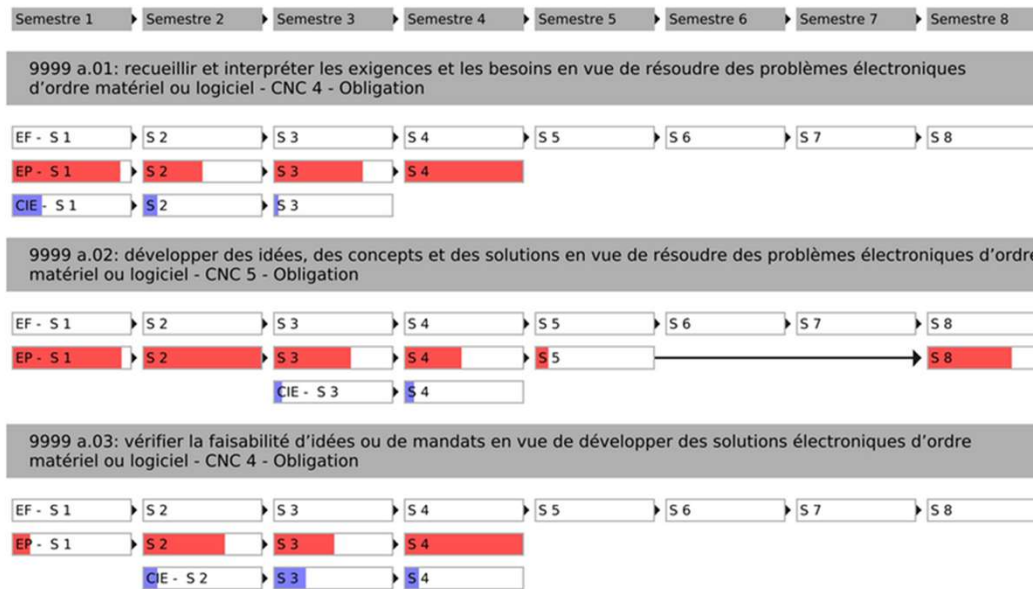 Semestre 1 Semestre 2 Semestre 3 Semestre 4 Semestre 5 Semestre 6 Semestre 7 Semestre 8
9999 a.01: recueillir et interpréter les exigences et les besoins en vue de résoudre des problèmes électroniques
d'ordre matériel ou logiciel - CNC 4 - Obligation
EF - S 1 S 2 S 3 S 4 S 5 S 6 S 7 S 8
EP - S 1 S 2 S 3 S 4
CIE - S 1 S 2 S 3
9999 a.02: développer des idées, des concepts et des solutions en vue de résoudre des problèmes électroniques d'ordre
matériel ou logiciel - CNC 5 - Obligation
EF - S 1 S 2 S 3 S 4 S 5 S 6 S 7 S 8
EP - S 1 S 2 S 3 S 4 S 5 S 8
CIE - S 3 S 4
9999 a.03: vérifier la faisabilité d'idées ou de mandats en vue de développer des solutions électroniques d'ordre
matériel ou logiciel - CNC 4 - Obligation
EF - S 1 S 2 S 3 S 4 S 5 S 6 S 7 S 8
EP - S 1 S 2 S 3 S 4
CIE - S 2 S 3 S 4